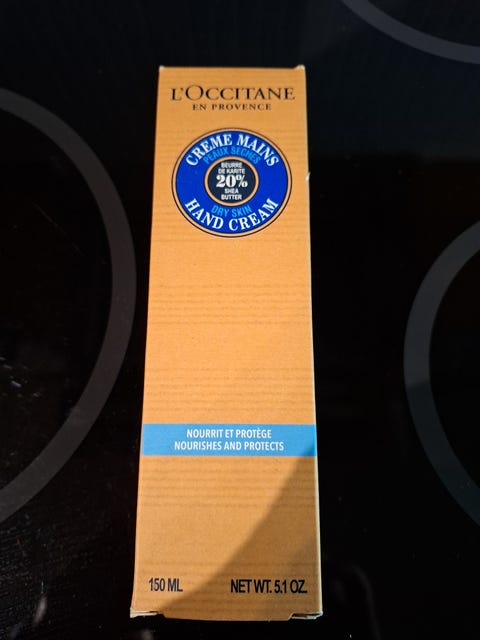 L'OCCITANE
EN PROVENCE
CREME MAINS
PEAUX SECHES
BEURRE
DE KARITE
20%
SHEA
BUTTER
DRY SKIN
HAND CREAM
NOURRIT ET PROTÈGE
NOURISHES AND PROTECTS
150 ML NET WT. 5.1 OZ.